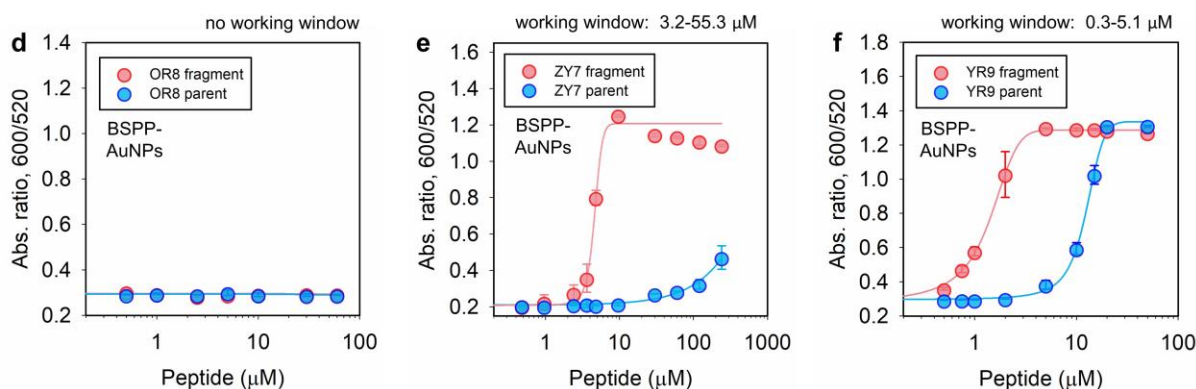 d
no working window
1.4
1.2
1.0
0.8
0.6
0.4
0.2
Abs. ratio, 600/520
OR8 fragment
OR8 parent
BSPP-
AuNPs
1
10
100
Peptide (μM)
e
working window: 3.2-55.3 μM
1.6
1.4
1.2
1.0
0.8
0.6
0.4
0.2
Abs. ratio, 600/520
ZY7 fragment
ZY7 parent
BSPP-
AuNPs
1
10
100
1000
Peptide (μM)
f
working window: 0.3-5.1 μM
1.8
1.6
1.4
1.2
1.0
0.8
0.6
0.4
0.2
Abs. ratio, 600/520
YR9 fragment
YR9 parent
BSPP-
AuNPs
1
10
100
Peptide (μM)